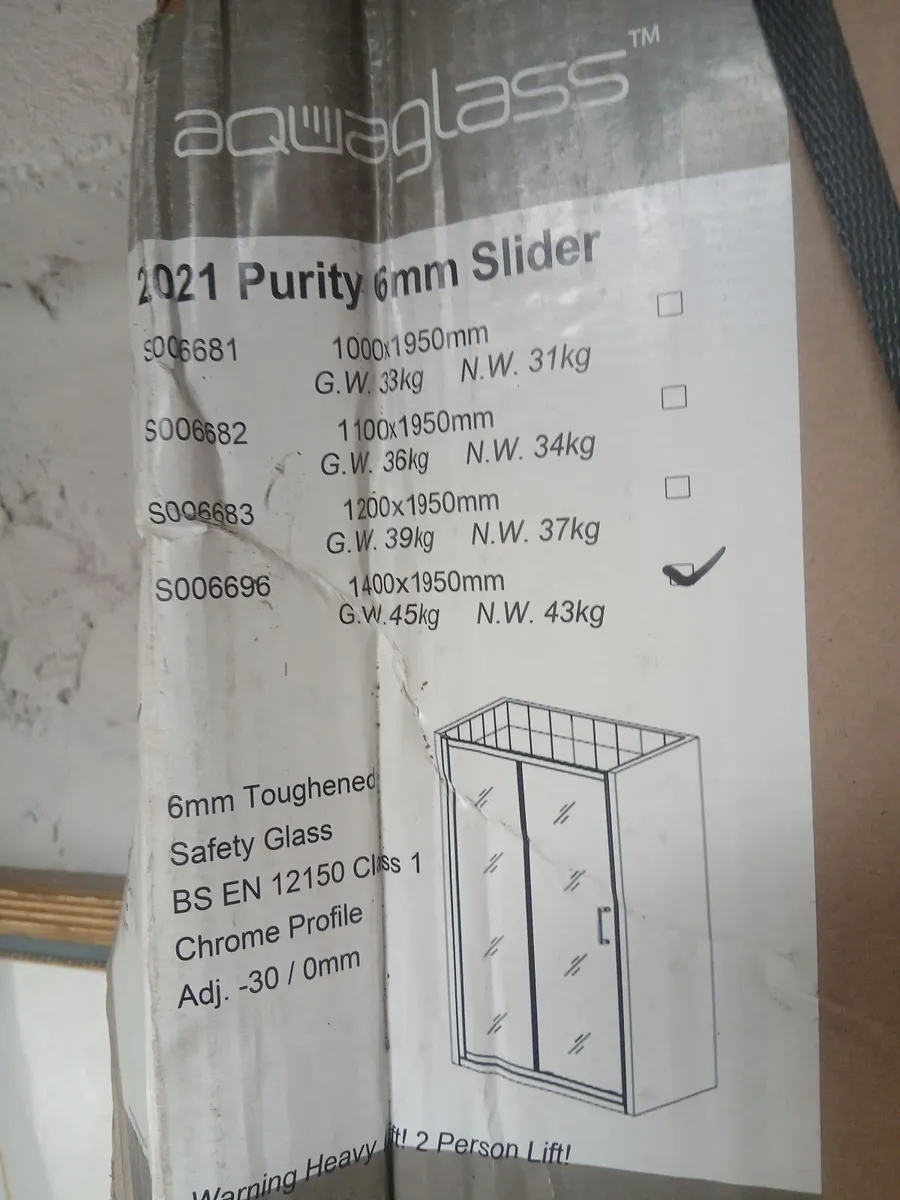 aquaglass™
2021 Purity 6mm Slider
S006681 1000x1950mm
G.W. 33kg N.W. 31kg
S006682 1100x1950mm
G.W. 36kg N.W. 34kg
S006683 1200x1950mm
G.W. 39kg N.W. 37kg
S006696 1400x1950mm
G.W.45kg N.W. 43kg
6mm Toughened
Safety Glass
BS EN 12150 Class 1
Chrome Profile
Adj. -30 / 0mm
Warning Heavy Lift! 2 Person Lift!